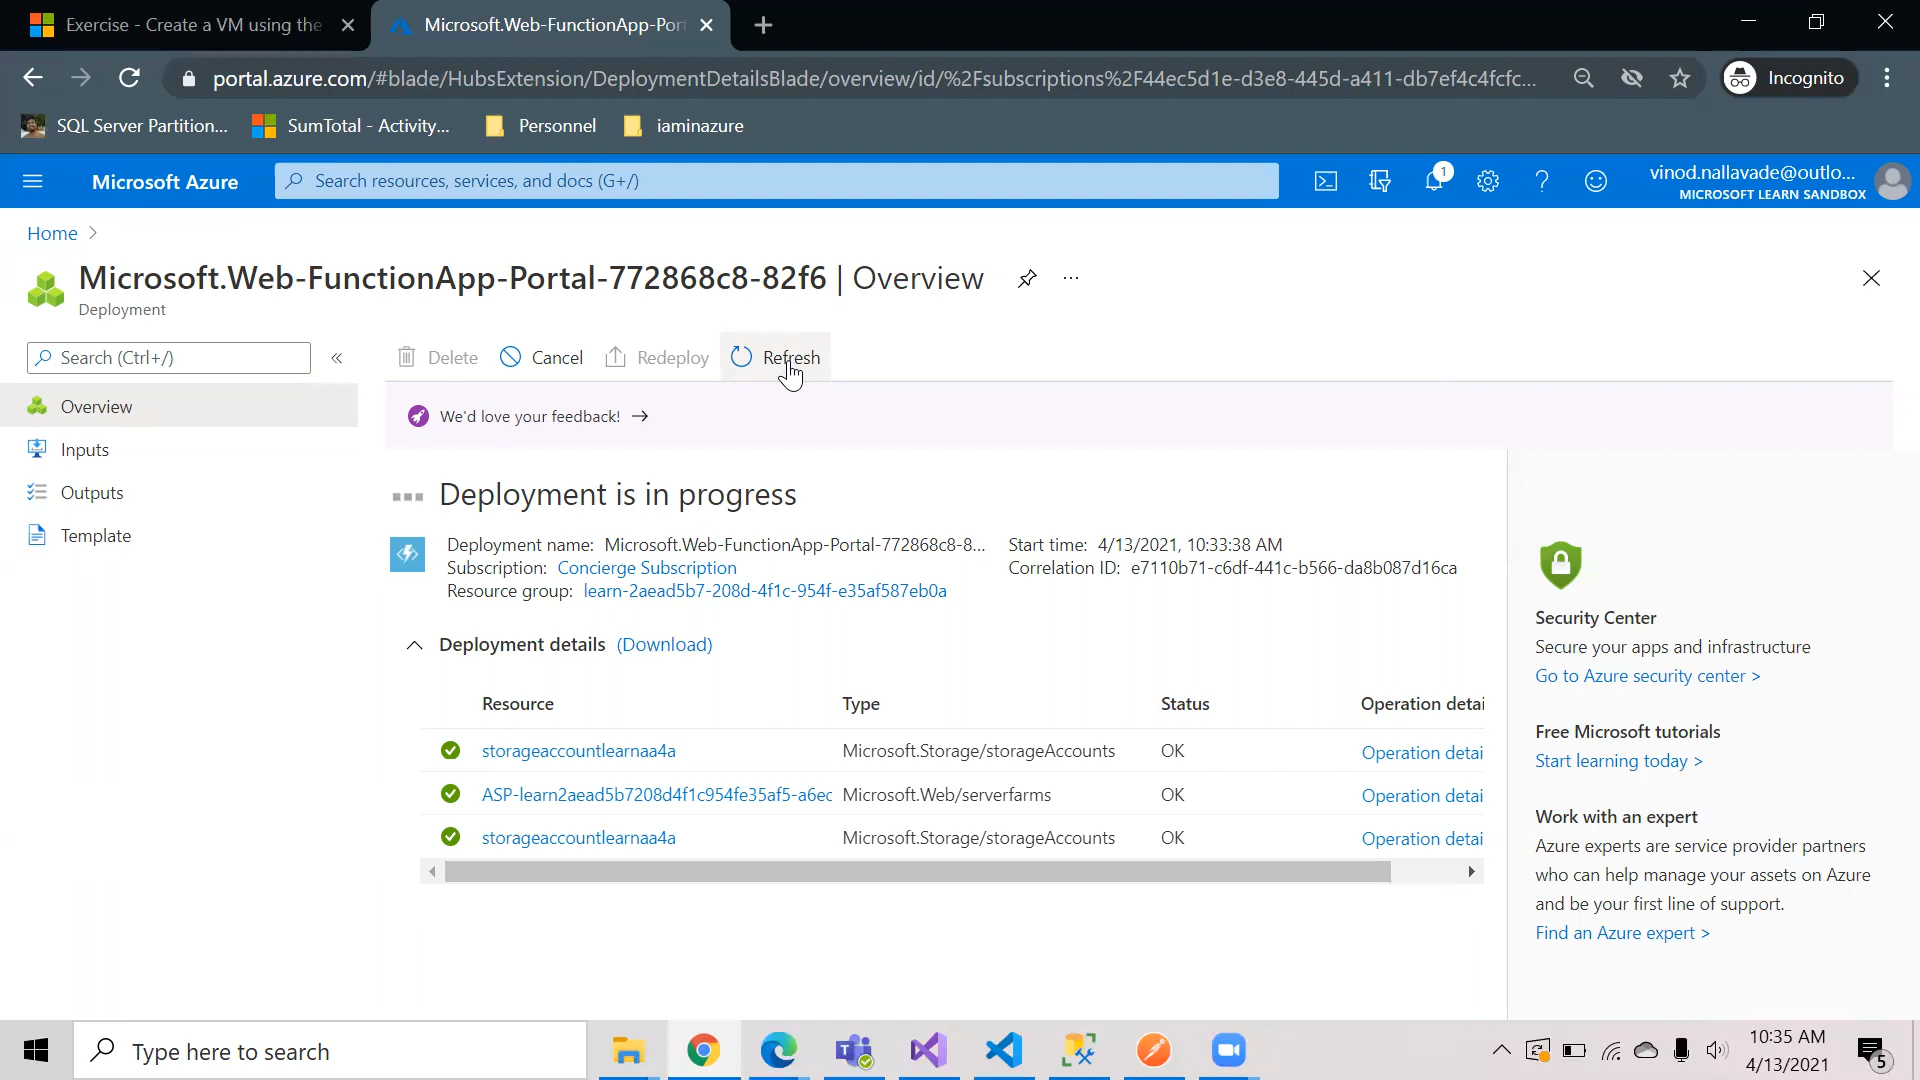 Exercise - Create a VM using the
Microsoft.Web-FunctionApp-Por
portal.azure.com/#blade/HubsExtension/DeploymentDetailsBlade/overview/id/%2Fsubscriptions%2F44ec5d1e-d3e8-445d-a411-db7ef4c4fcfc...
Incognito
SQL Server Partition...
SumTotal - Activity...
Personnel
iaminazure
Microsoft Azure
Search resources, services, and docs (G+/)
1
vinod.nallavade@outlo...
MICROSOFT LEARN SANDBOX
Home
Microsoft.Web-FunctionApp-Portal-772868c8-82f6 | Overview
Deployment
Search (Ctrl+/)
Delete
Cancel
Redeploy
Refresh
Overview
Inputs
Outputs
Template
We'd love your feedback! →
Deployment is in progress
Deployment name: Microsoft.Web-FunctionApp-Portal-772868c8-8...
Subscription: Concierge Subscription
Resource group: learn-2aead5b7-208d-4f1c-954f-e35af587eb0a
Start time: 4/13/2021, 10:33:38 AM
Correlation ID: e7110b71-c6df-441c-b566-da8b087d16ca
Deployment details (Download)
Resource Type Status Operation detai
storageaccountlearnaa4a Microsoft.Storage/storageAccounts OK Operation detai
ASP-learn2aead5b7208d4f1c954fe35af5-a6ec Microsoft.Web/serverfarms OK Operation detai
storageaccountlearnaa4a Microsoft.Storage/storageAccounts OK Operation detai
Security Center
Secure your apps and infrastructure
Go to Azure security center >
Free Microsoft tutorials
Start learning today >
Work with an expert
Azure experts are service provider partners
who can help manage your assets on Azure
and be your first line of support.
Find an Azure expert >
Type here to search
10:35 AM
4/13/2021
5